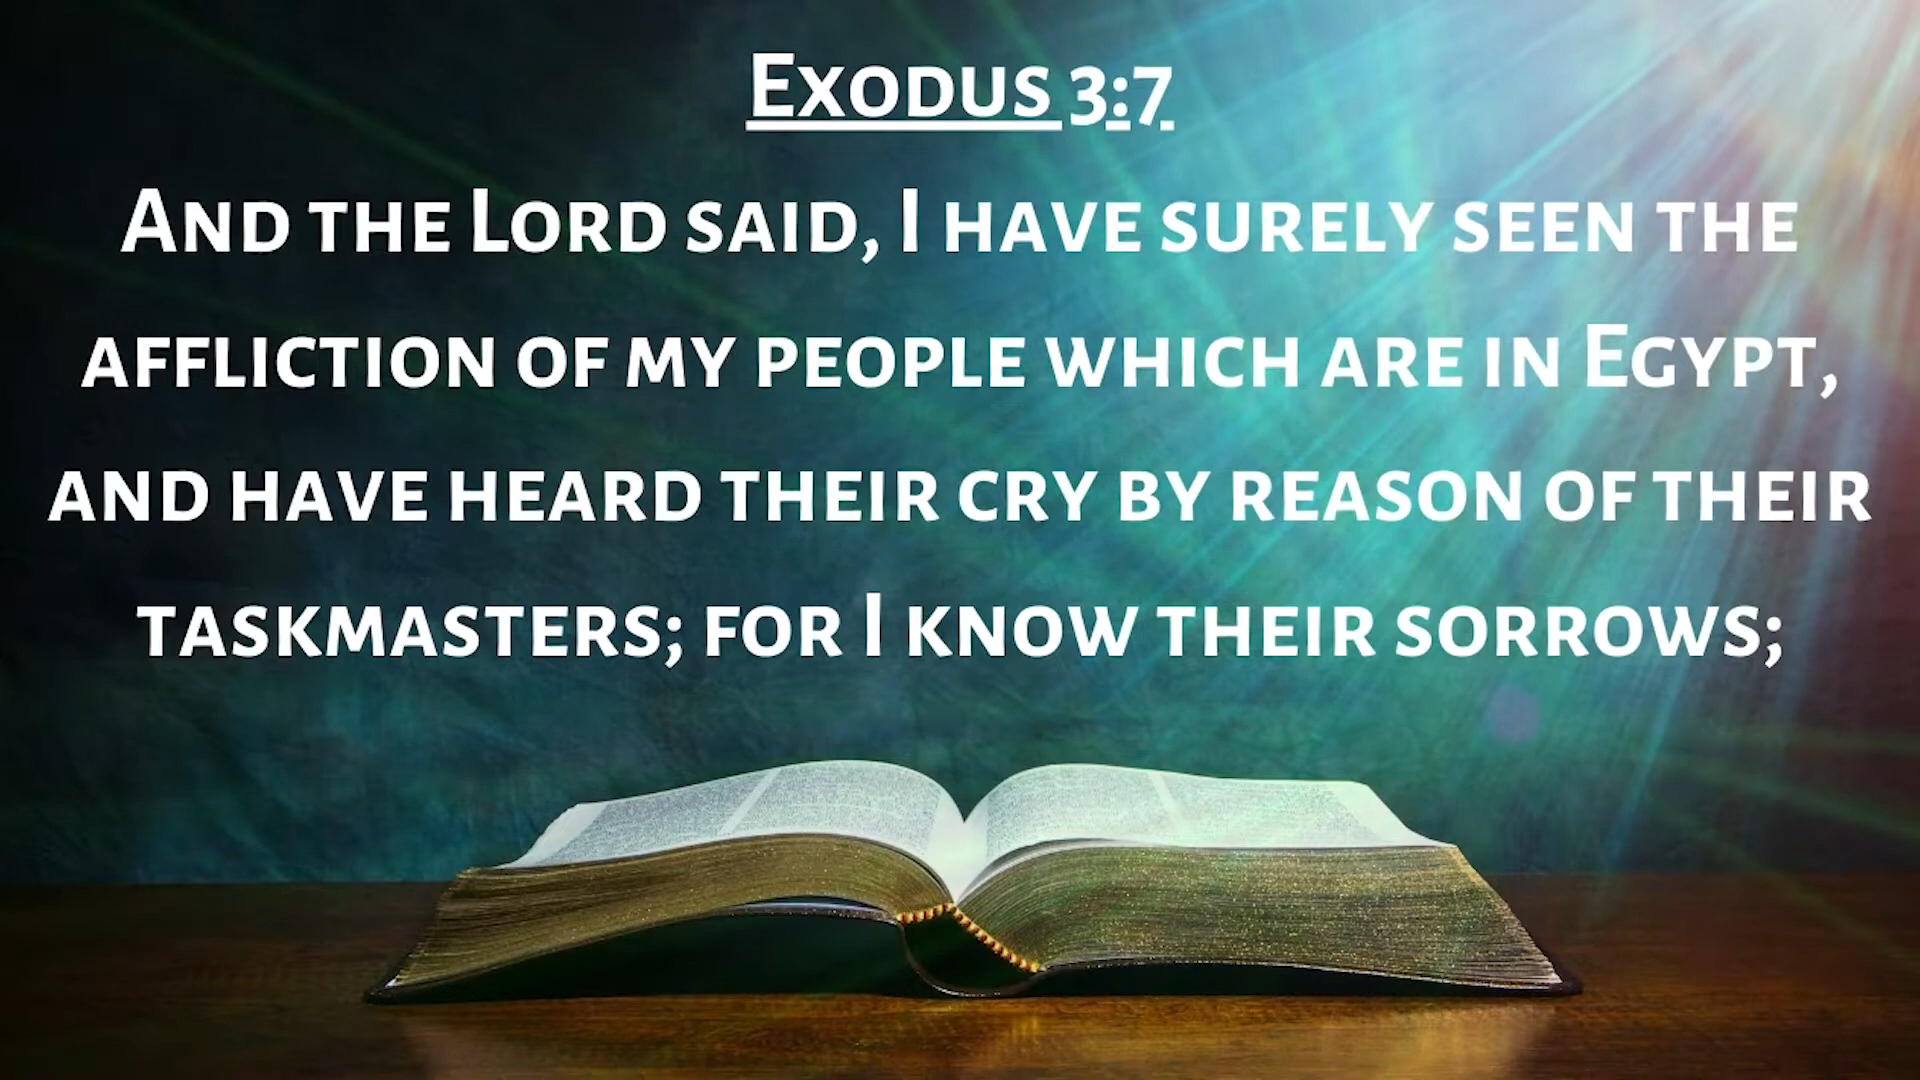 Exodus 3:7
And the Lord said, I have surely seen the
affliction of my people which are in Egypt,
and have heard their cry by reason of their
taskmasters; for I know their sorrows;